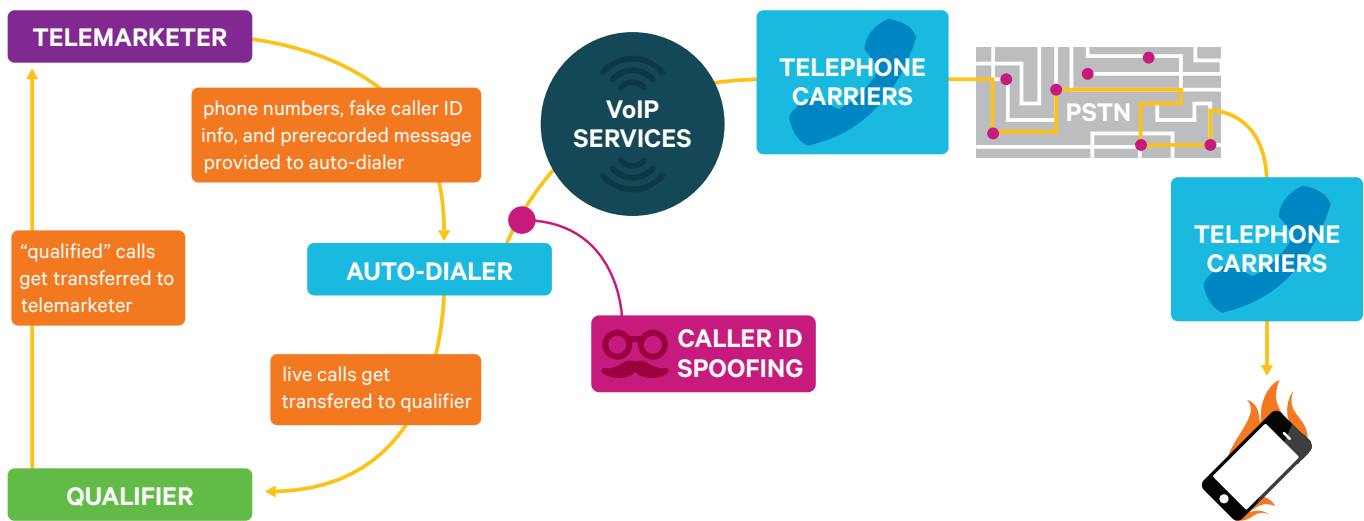 TELEMARKETER
phone numbers, fake caller ID
info, and prerecorded message
provided to auto-dialer
VoIP
SERVICES
TELEPHONE
CARRIERS
PSTN
TELEPHONE
CARRIERS
“qualified” calls
get transferred to
telemarketer
AUTO-DIALER
CALLER ID
SPOOFING
live calls get
transfered to qualifier
QUALIFIER